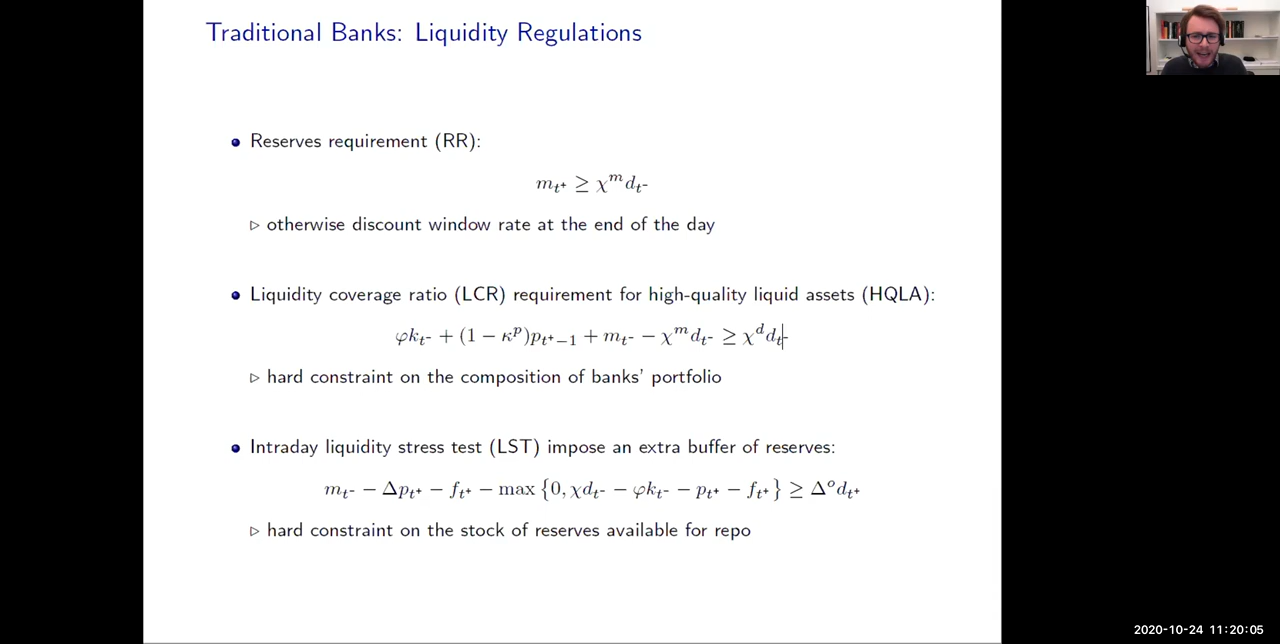 Traditional Banks: Liquidity Regulations
• Reserves requirement (RR):
m_{t⁺} ≥ χ^m d_{t⁻}
▷ otherwise discount window rate at the end of the day
• Liquidity coverage ratio (LCR) requirement for high-quality liquid assets (HQLA):
φk_{t⁻} + (1 − κ^p)p_{t⁺−1} + m_{t⁻} − χ^m d_{t⁻} ≥ χ^d d_{t⁻}
▷ hard constraint on the composition of banks' portfolio
• Intraday liquidity stress test (LST) impose an extra buffer of reserves:
m_{t⁻} − Δp_{t⁺} − f_{t⁺} − max {0, χd_{t⁻} − φk_{t⁻} − p_{t⁺} − f_{t⁺}} ≥ Δ^o d_{t⁺}
▷ hard constraint on the stock of reserves available for repo
2020-10-24 11:20:05